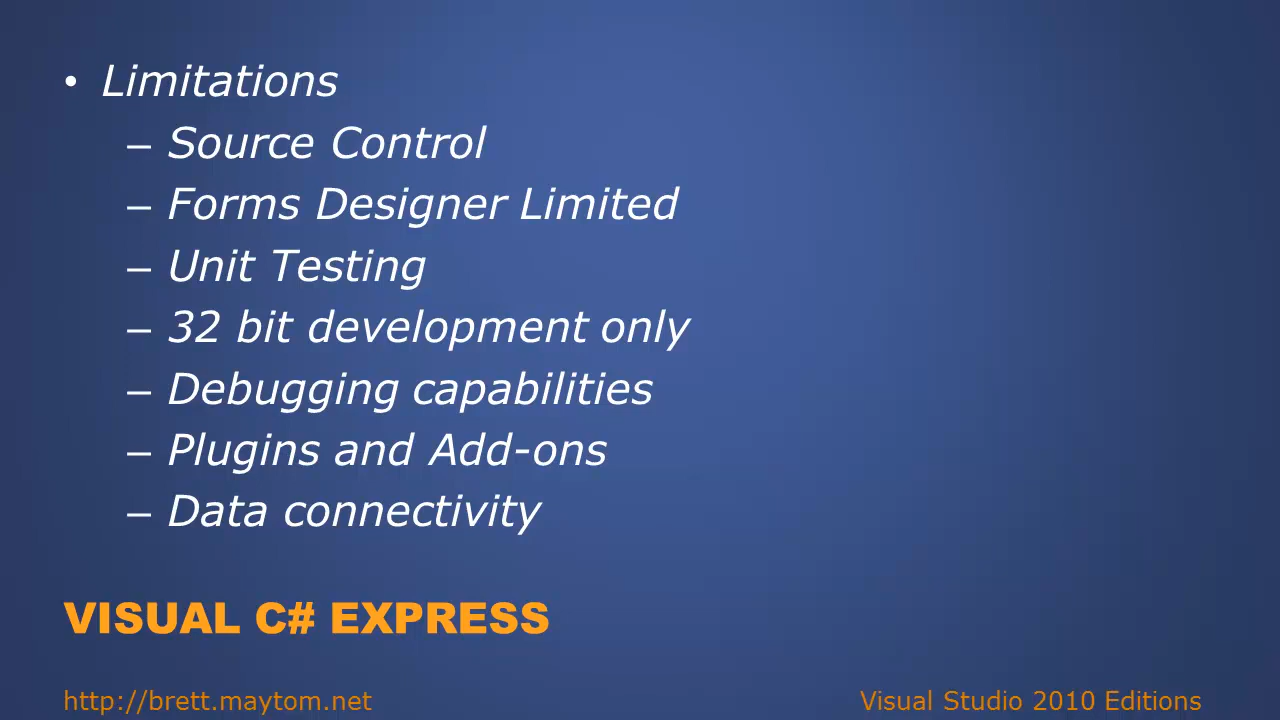 • Limitations
– Source Control
– Forms Designer Limited
– Unit Testing
– 32 bit development only
– Debugging capabilities
– Plugins and Add-ons
– Data connectivity
VISUAL C# EXPRESS
http://brett.maytom.net
Visual Studio 2010 Editions